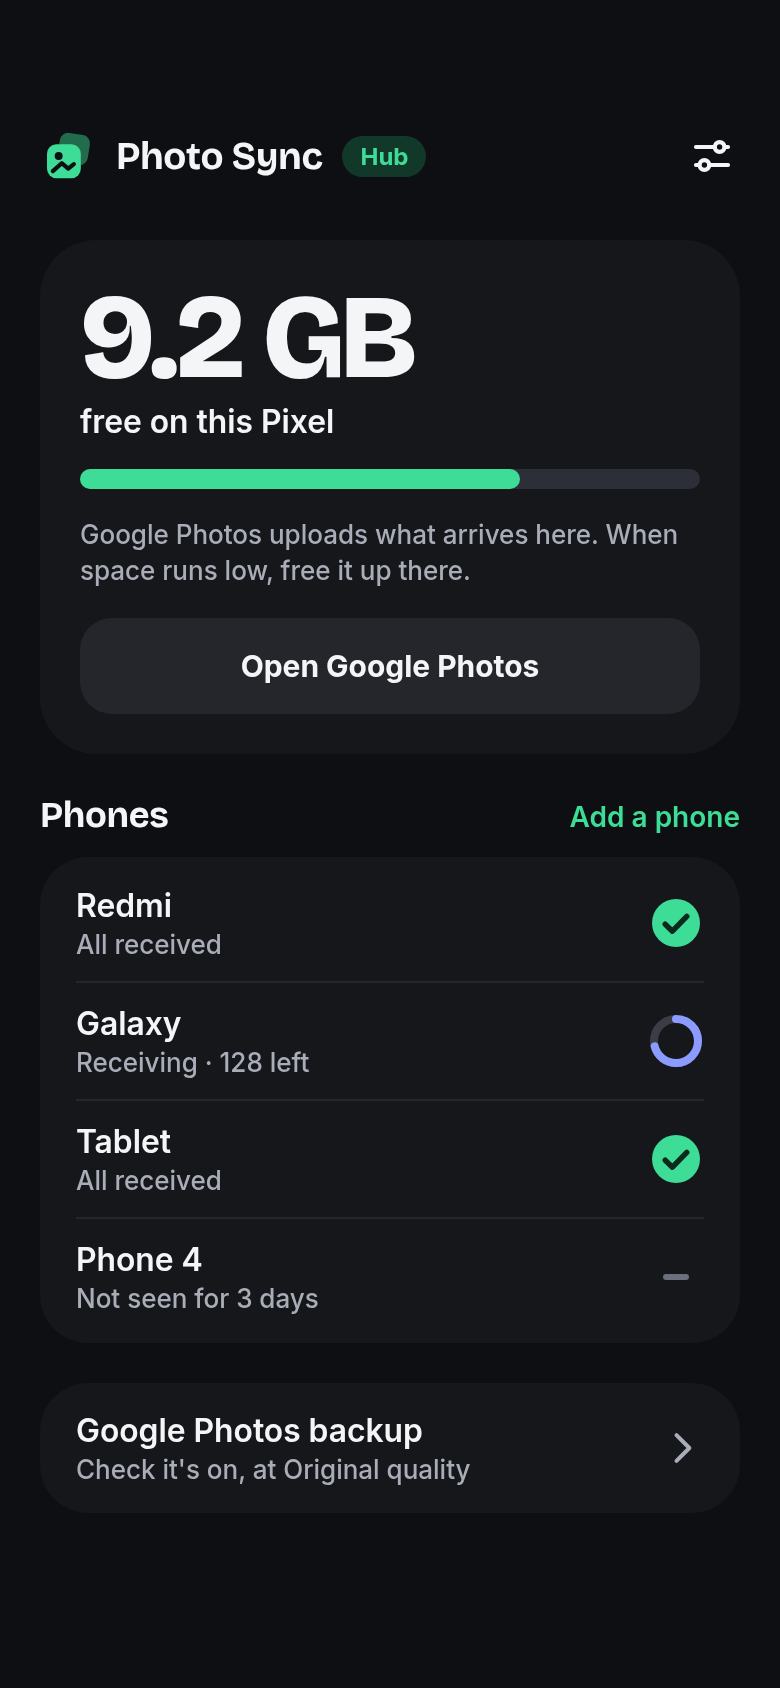 Photo Sync
Hub
9.2 GB
free on this Pixel
Google Photos uploads what arrives here. When
space runs low, free it up there.
Open Google Photos
Phones
Add a phone
Redmi
All received
Galaxy
Receiving · 128 left
Tablet
All received
Phone 4
Not seen for 3 days
Google Photos backup
Check it's on, at Original quality